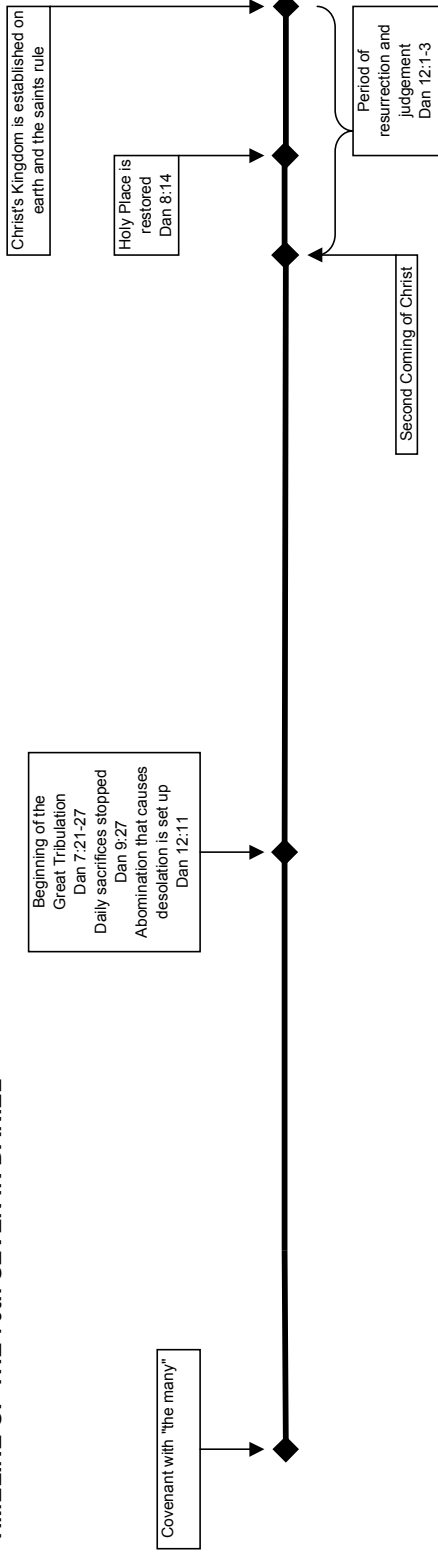 TIMELINE OF THE 70th SEVEN IN DANIEL
Covenant with "the many"
Beginning of the
Great Tribulation
Dan 7:21-27
Daily sacrifices stopped
Dan 9:27
Abomination that causes
desolation is set up
Dan 12:11
Holy Place is
restored
Dan 8:14
Christ's Kingdom is established on
earth and the saints rule
Second Coming of Christ
Period of
resurrection and
judgement
Dan 12:1-3